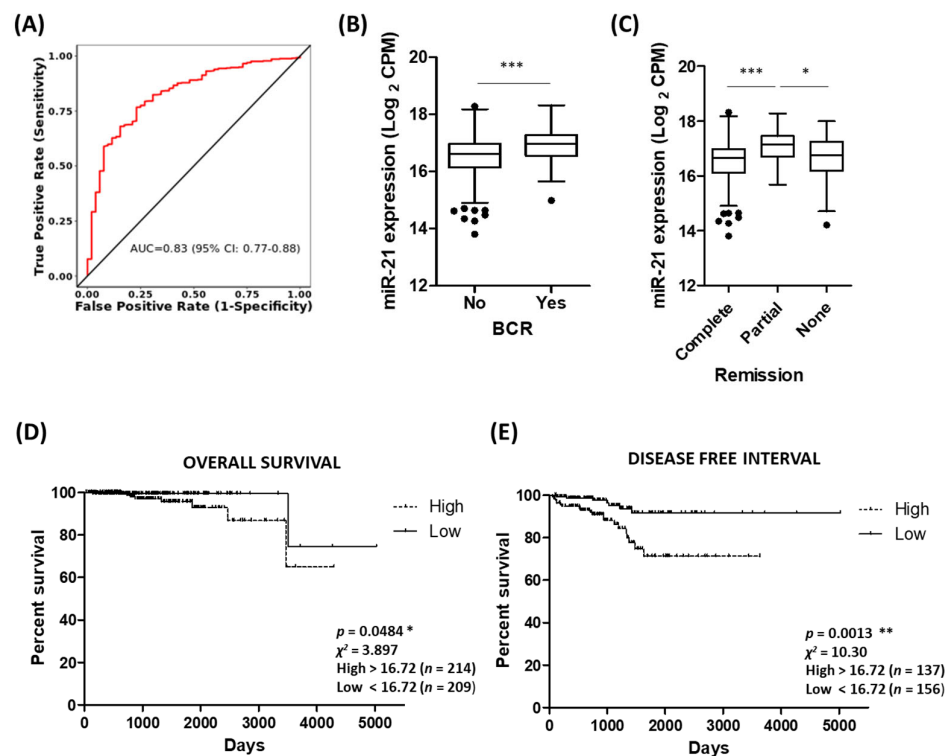 (A)
True Positive Rate (Sensitivity)
1.00
0.75
0.50
0.25
0.00
AUC=0.83 (95% CI: 0.77-0.88)
0.00 0.25 0.50 0.75 1.00
False Positive Rate (1-Specificity)
(B)
miR-21 expression (Log 2 CPM)
20
18
16
14
12
***
No Yes
BCR
(C)
miR-21 expression (Log 2 CPM)
20
18
16
14
12
*** *
Complete Partial None
Remission
(D)
OVERALL SURVIVAL
Percent survival
100
80
60
40
20
0
High
Low
p = 0.0484 *
χ² = 3.897
High > 16.72 (n = 214)
Low < 16.72 (n = 209)
0 1000 2000 3000 4000 5000
Days
(E)
DISEASE FREE INTERVAL
Percent survival
100
80
60
40
20
0
High
Low
p = 0.0013 **
χ² = 10.30
High > 16.72 (n = 137)
Low < 16.72 (n = 156)
0 1000 2000 3000 4000 5000
Days